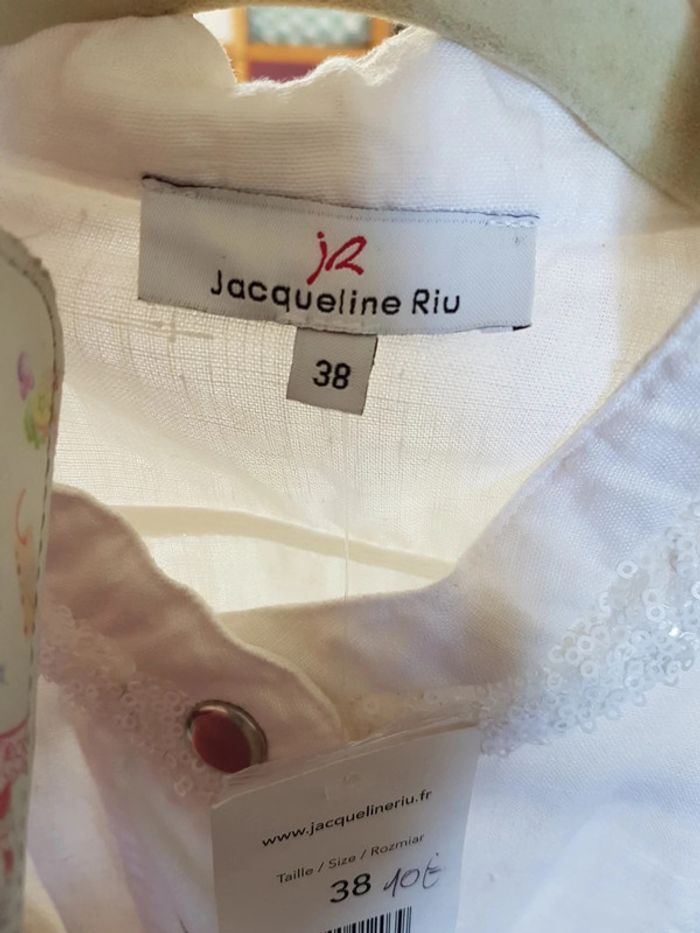 jR
Jacqueline Riu
38
www.jacquelineriu.fr
Taille / Size / Rozmiar
38 10€